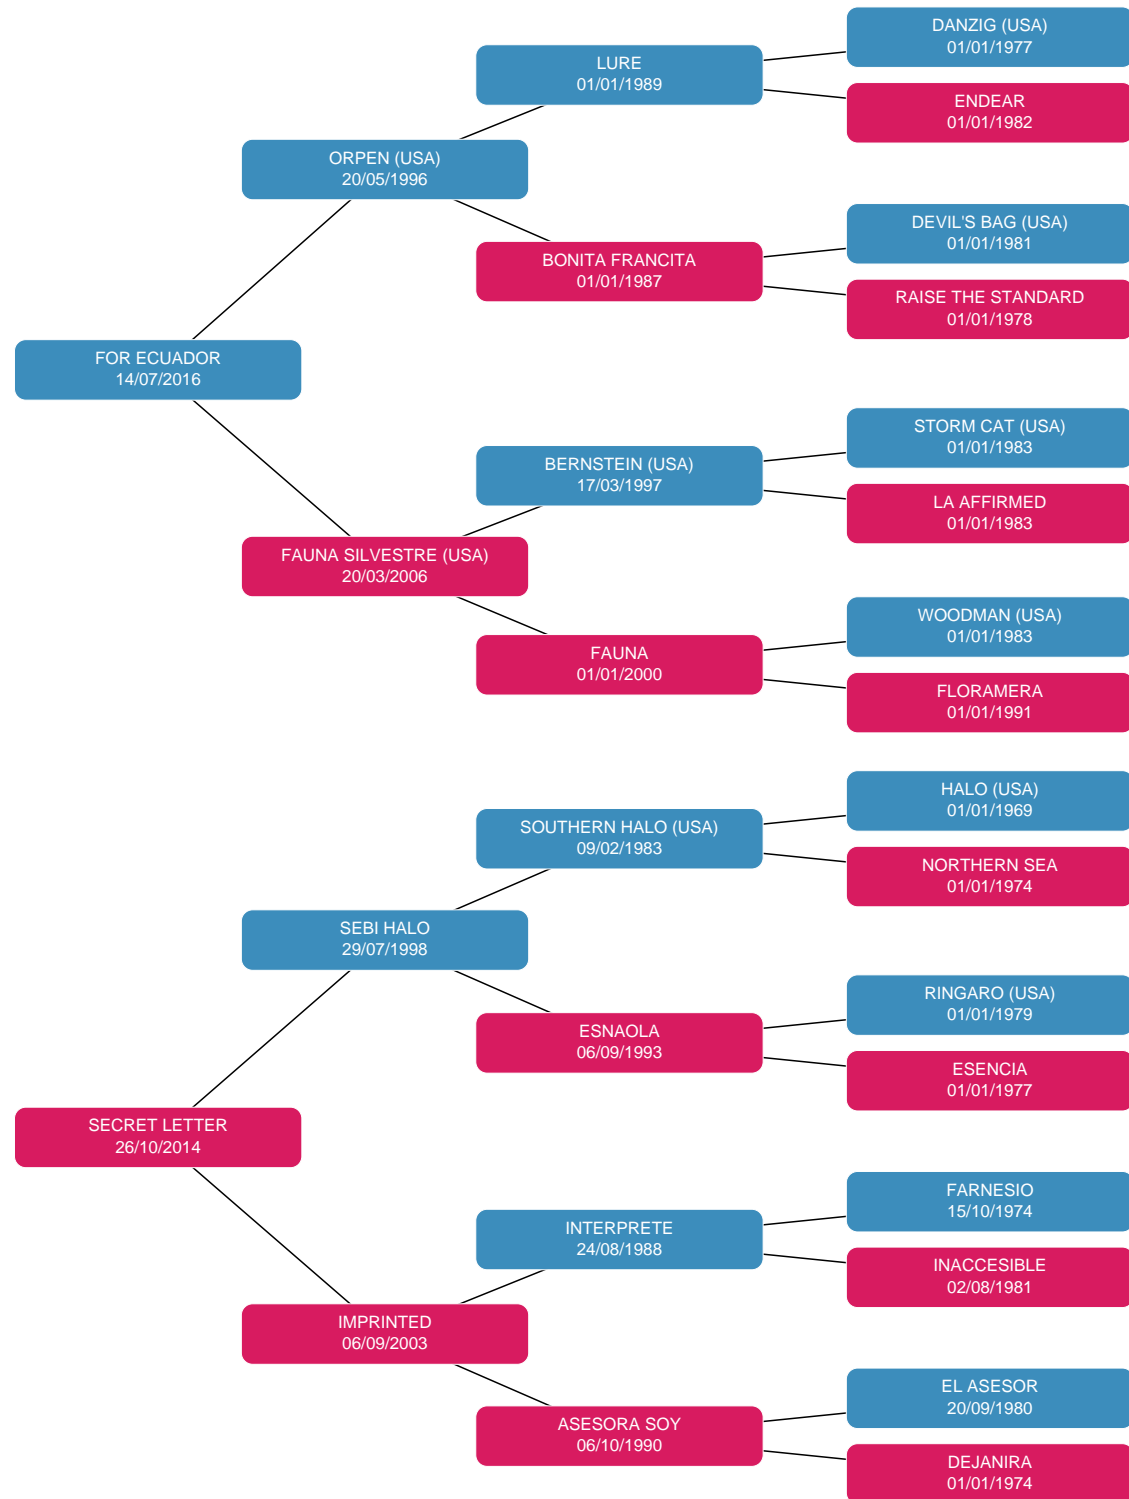 DANZIG (USA)
01/01/1977
LURE
01/01/1989
ENDEAR
01/01/1982
ORPEN (USA)
20/05/1996
DEVIL'S BAG (USA)
01/01/1981
BONITA FRANCITA
01/01/1987
RAISE THE STANDARD
01/01/1978
FOR ECUADOR
14/07/2016
STORM CAT (USA)
01/01/1983
BERNSTEIN (USA)
17/03/1997
LA AFFIRMED
01/01/1983
FAUNA SILVESTRE (USA)
20/03/2006
WOODMAN (USA)
01/01/1983
FAUNA
01/01/2000
FLORAMERA
01/01/1991
HALO (USA)
01/01/1969
SOUTHERN HALO (USA)
09/02/1983
NORTHERN SEA
01/01/1974
SEBI HALO
29/07/1998
RINGARO (USA)
01/01/1979
ESNAOLA
06/09/1993
ESENCIA
01/01/1977
SECRET LETTER
26/10/2014
FARNESIO
15/10/1974
INTERPRETE
24/08/1988
INACCESIBLE
02/08/1981
IMPRINTED
06/09/2003
EL ASESOR
20/09/1980
ASESORA SOY
06/10/1990
DEJANIRA
01/01/1974